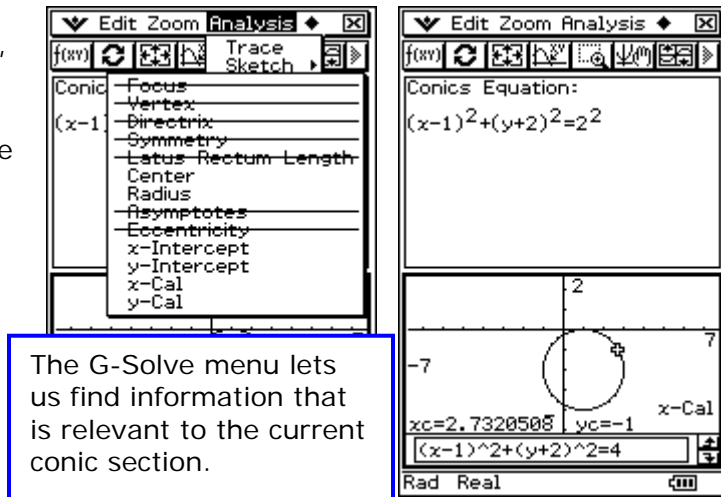 ,
e
Edit Zoom Analysis
Trace
Sketch
f(xy)
Conic
(x-1)
Focus
Vertex
Directrix
Symmetry
Latus Rectum Length
Center
Radius
Asymptotes
Eccentricity
x-Intercept
y-Intercept
x-Cal
y-Cal
The G-Solve menu lets
us find information that
is relevant to the current
conic section.
Edit Zoom Analysis
f(xy)
Conics Equation:
(x-1)²+(y+2)²=2²
2
7
-7
x-Cal
xc=2.7320508 yc=-1
(x-1)^2+(y+2)^2=4
Rad Real